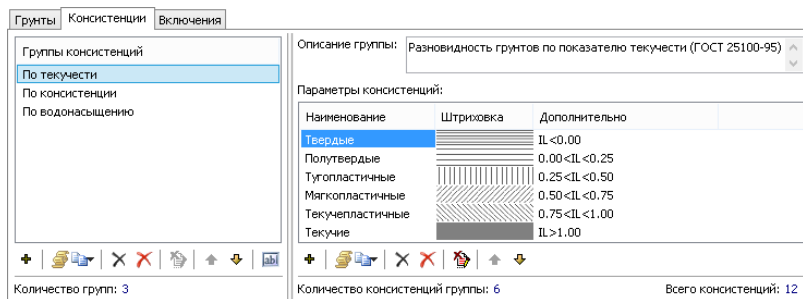 Грунты Консистенции Включения
Группы консистенций
По текучести
По консистенции
По водонасыщению
Количество групп: 3
Описание группы: Разновидность грунтов по показателю текучести (ГОСТ 25100-95)
Параметры консистенций:
Наименование Штриховка Дополнительно
Твердые IL<0.00
Полутвердые 0.00<IL<0.25
Тугопластичные 0.25<IL<0.50
Мягкопластичные 0.50<IL<0.75
Текучепластичные 0.75<IL<1.00
Текучие IL>1.00
Количество консистенций группы: 6 Всего консистенций: 12